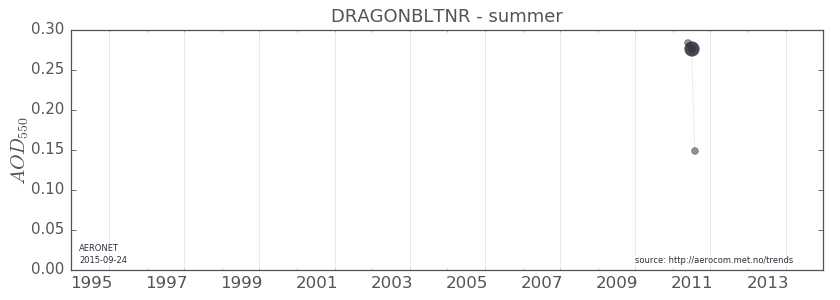 DRAGONBLTNR - summer
0.30
0.25
0.20
0.15
0.10
0.05
0.00
AOD550
AERONET
2015-09-24
source: http://aerocom.met.no/trends
1995 1997 1999 2001 2003 2005 2007 2009 2011 2013